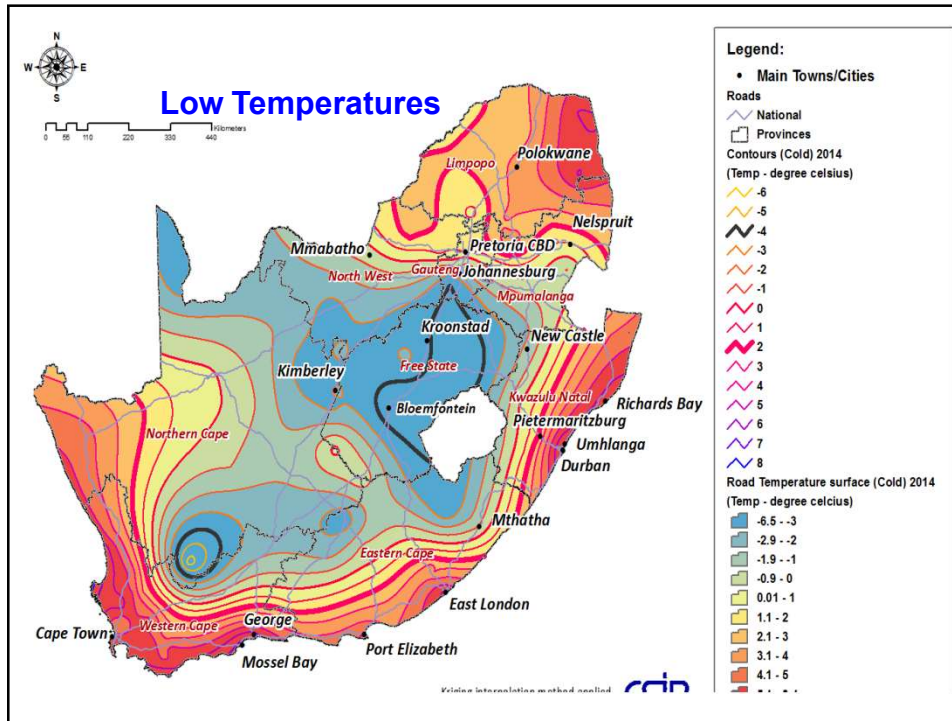 N
W E
S
Low Temperatures
Kilometers
0 55 110 220 330 440
Polokwane
Limpopo
Nelspruit
Mmabatho
Pretoria CBD
North West
Gauteng
Johannesburg
Mpumalanga
Kroonstad
New Castle
Free State
Kimberley
Bloemfontein
Kwazulu Natal
Richards Bay
Pietermaritzburg
Northern Cape
Umhlanga
Durban
Mthatha
Eastern Cape
East London
George
Western Cape
Cape Town
Port Elizabeth
Mossel Bay
Kriging interpolation method applied
Legend:
Main Towns/Cities
Roads
National
Provinces
Contours (Cold) 2014
(Temp - degree celsius)
-6
-5
-4
-3
-2
-1
0
1
2
3
4
5
6
7
8
Road Temperature surface (Cold) 2014
(Temp - degree celcius)
-6.5 - -3
-2.9 - -2
-1.9 - -1
-0.9 - 0
0.01 - 1
1.1 - 2
2.1 - 3
3.1 - 4
4.1 - 5